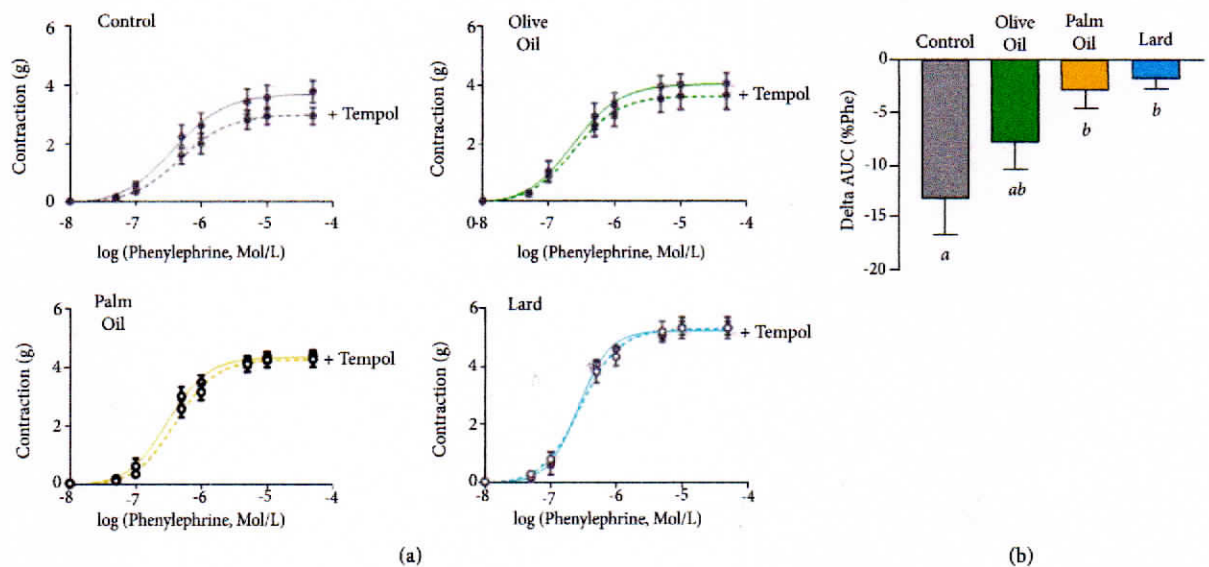 Control
Contraction (g)
6
4
2
0
+ Tempol
-8
-7
-6
-5
-4
log (Phenylephrine, Mol/L)
Olive
Oil
Contraction (g)
6
4
2
0
+ Tempol
-8
-7
-6
-5
-4
log (Phenylephrine, Mol/L)
Palm
Oil
Contraction (g)
6
4
2
0
+ Tempol
-8
-7
-6
-5
-4
log (Phenylephrine, Mol/L)
Lard
Contraction (g)
6
4
2
0
+ Tempol
-8
-7
-6
-5
-4
log (Phenylephrine, Mol/L)
(a)
Control
Olive
Oil
Palm
Oil
Lard
Delta AUC (%Phe)
0
-5
-10
-15
-20
a
ab
b
b
(b)